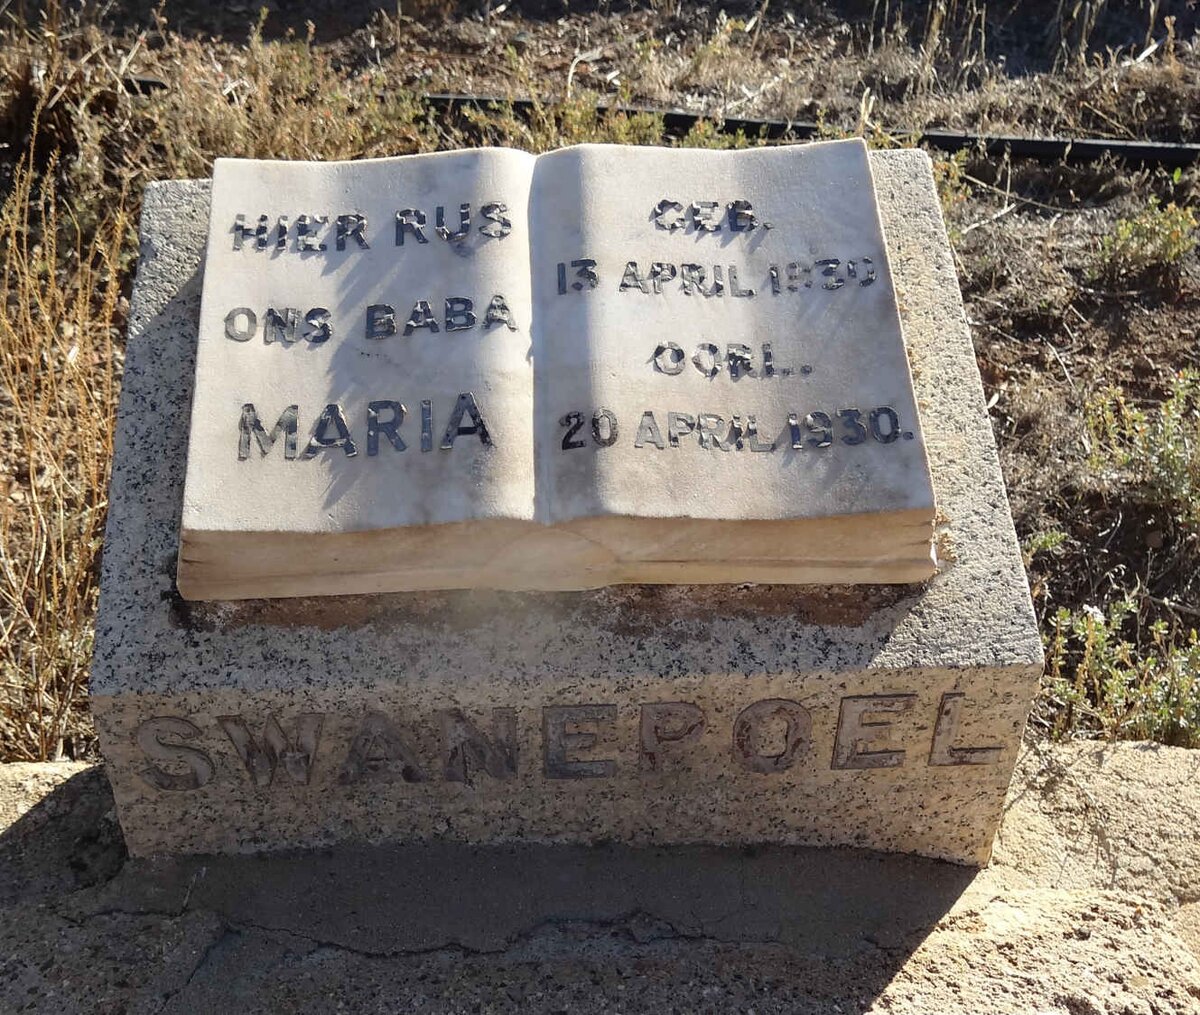 HIER RUS
ONS BABA
MARIA
GEB.
13 APRIL 1930
OORL.
20 APRIL 1930.
SWANEPOEL